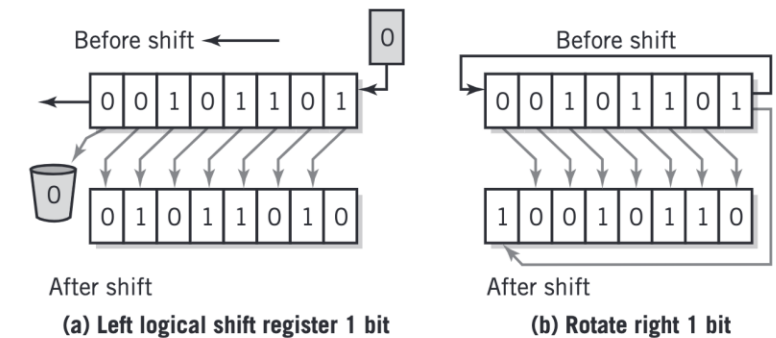 Before shift
0
0 0 1 0 1 1 0 1
0
0 1 0 1 1 0 1 0
After shift
(a) Left logical shift register 1 bit
Before shift
0 0 1 0 1 1 0 1
1 0 0 1 0 1 1 0
After shift
(b) Rotate right 1 bit